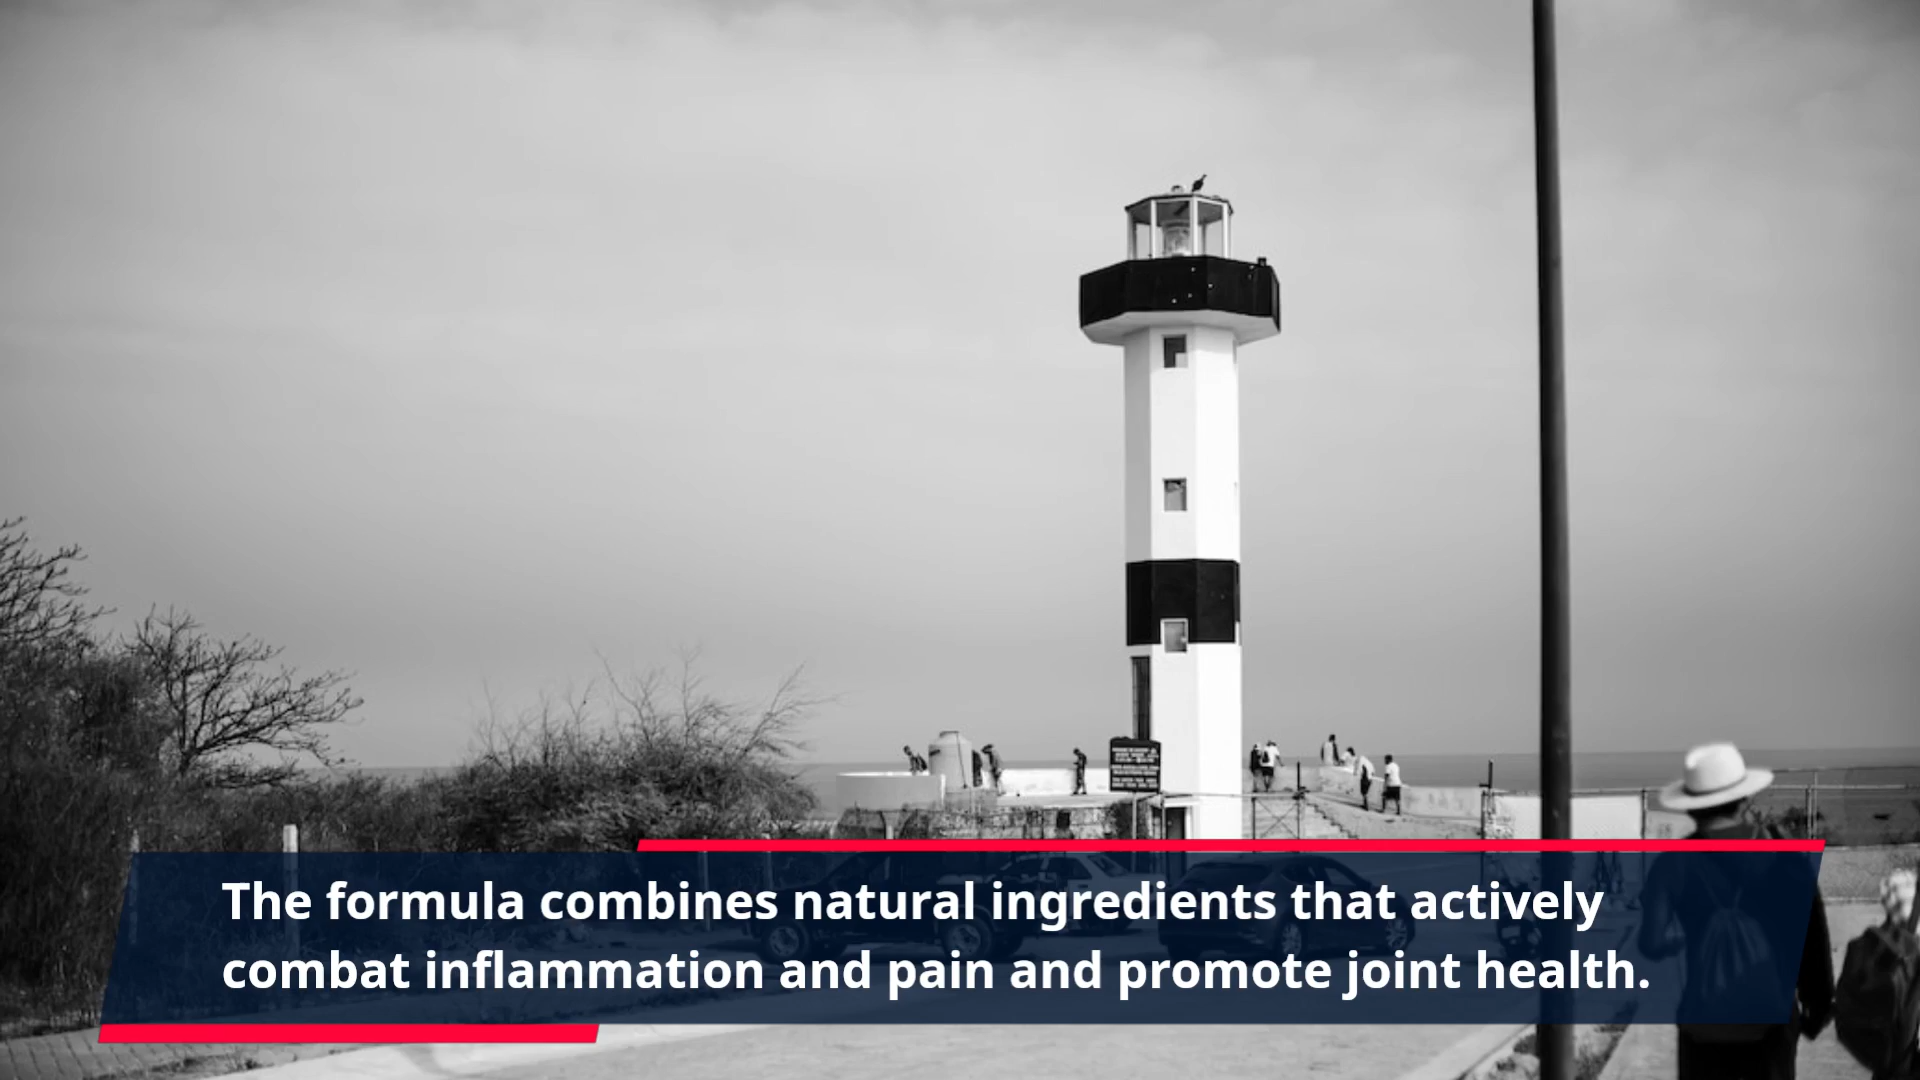 The formula combines natural ingredients that actively
combat inflammation and pain and promote joint health.